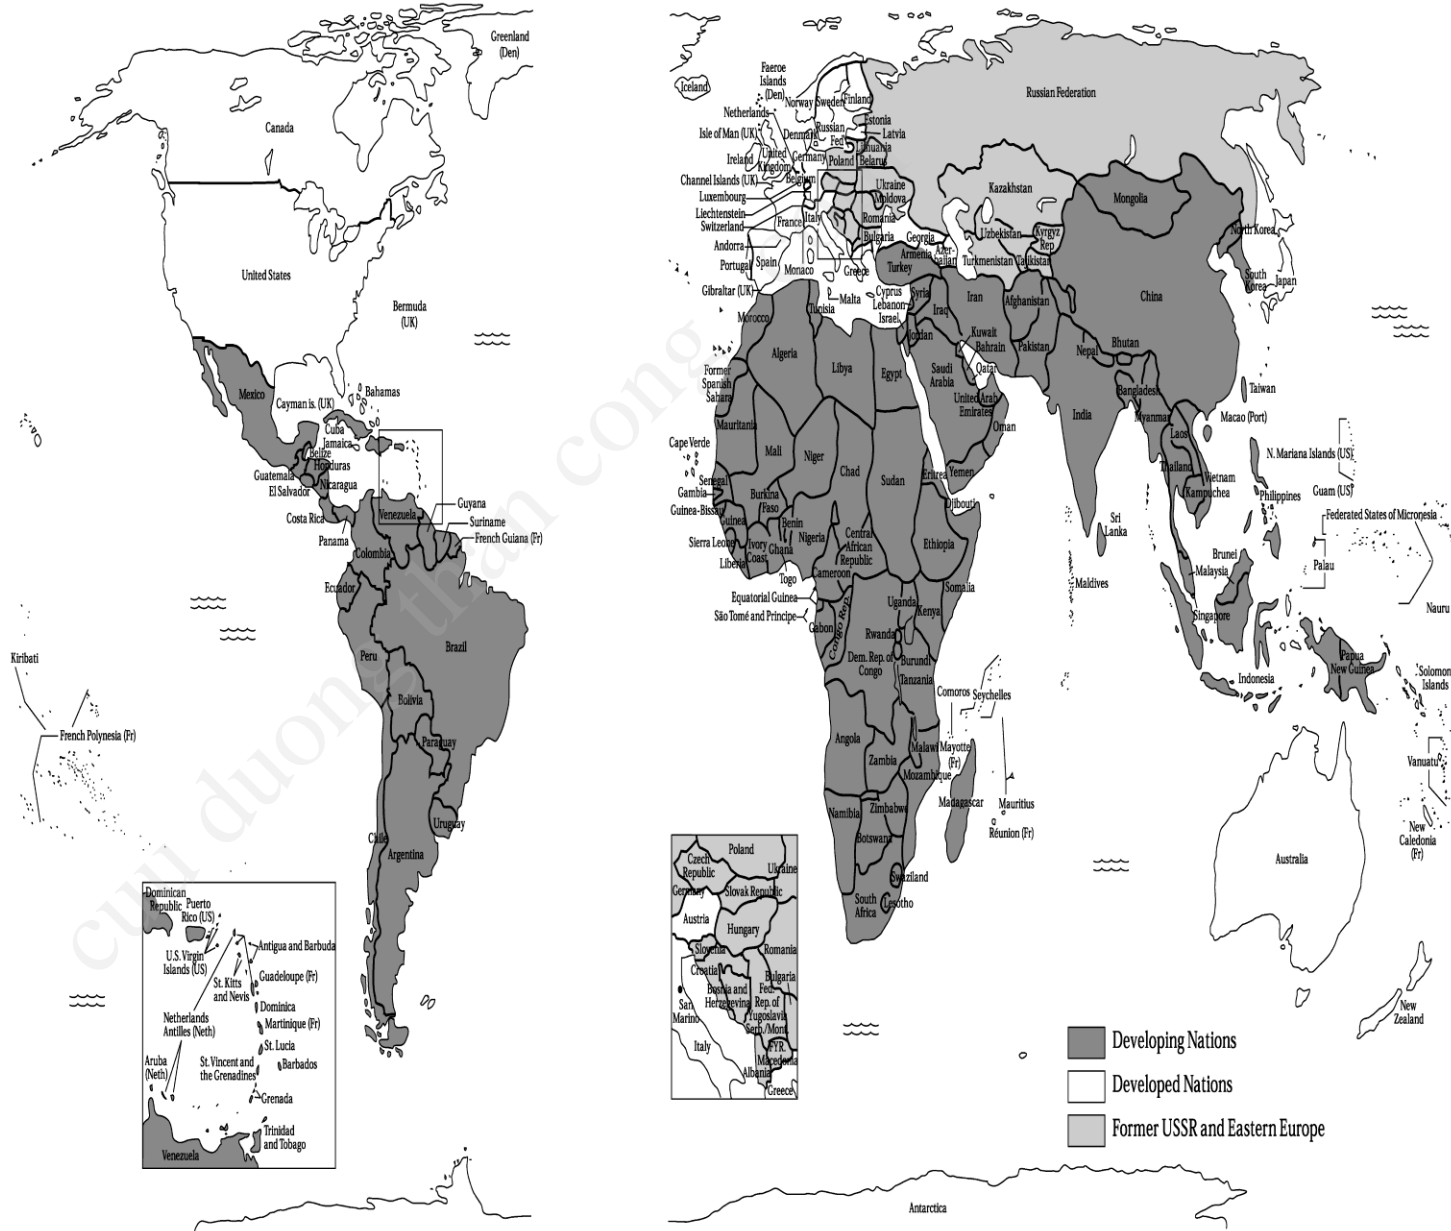 Greenland
(Den)
Canada
United States
Bermuda
(UK)
Mexico
Bahamas
Cayman is. (UK)
Cuba
Jamaica
Belize
Honduras
Guatemala
El Salvador
Nicaragua
Costa Rica
Panama
Venezuela
Guyana
Suriname
French Guiana (Fr)
Colombia
Ecuador
Peru
Brazil
Bolivia
Paraguay
Uruguay
Chile
Argentina
Kiribati
French Polynesia (Fr)
Dominican
Republic
Puerto
Rico (US)
U.S. Virgin
Islands (US)
Antigua and Barbuda
St. Kitts
and Nevis
Guadeloupe (Fr)
Dominica
Martinique (Fr)
Netherlands
Antilles (Neth)
St. Lucia
Barbados
St. Vincent and
the Grenadines
Aruba
(Neth)
Grenada
Trinidad
and Tobago
Venezuela
Iceland
Faeroe
Islands
(Den)
Norway
Sweden
Finland
Russian Federation
Netherlands
Isle of Man (UK)
Denmark
Russian
Fed
Estonia
Latvia
Lithuania
Ireland
United
Kingdom
Germany
Poland
Belarus
Channel Islands (UK)
Belgium
Luxembourg
Liechtenstein
Switzerland
Ukraine
Moldova
France
Italy
Romania
Andorra
Bulgaria
Portugal
Spain
Monaco
Greece
Gibraltar (UK)
Malta
Georgia
Armenia
Azer-
baijan
Turkey
Cyprus
Lebanon
Israel
Syria
Iraq
Iran
Jordan
Kuwait
Bahrain
Qatar
Saudi
Arabia
United Arab
Emirates
Oman
Yemen
Kazakhstan
Uzbekistan
Turkmenistan
Kyrgyz
Rep
Tajikistan
Afghanistan
Pakistan
Mongolia
China
North Korea
South
Korea
Japan
Nepal
Bhutan
Bangladesh
India
Myanmar
Laos
Thailand
Vietnam
Kampuchea
Taiwan
Macao (Port)
N. Mariana Islands (US)
Guam (US)
Philippines
Federated States of Micronesia
Palau
Nauru
Sri
Lanka
Maldives
Brunei
Malaysia
Singapore
Indonesia
Papua
New Guinea
Solomon
Islands
Vanuatu
New
Caledonia
(Fr)
Australia
New
Zealand
Morocco
Algeria
Tucisia
Libya
Egypt
Former
Spanish
Sahara
Mauritania
Mali
Niger
Chad
Sudan
Eritrea
Djibouti
Cape Verde
Senegal
Gambia
Guinea-Bissau
Guinea
Sierra Leone
Liberia
Ivory
Coast
Burkina
Faso
Ghana
Benin
Togo
Nigeria
Central
African
Republic
Cameroon
Ethiopia
Somalia
Equatorial Guinea
São Tomé and Principe
Gabon
Congo Rep.
Uganda
Kenya
Rwanda
Burundi
Dem. Rep. of
Congo
Tanzania
Comoros
Seychelles
Angola
Zambia
Malawi
Mayotte
(Fr)
Mozambique
Madagascar
Mauritius
Réunion (Fr)
Namibia
Zimbabwe
Botswana
Swaziland
South
Africa
Lesotho
Czech
Republic
Poland
Ukraine
Germany
Slovak Republic
Austria
Hungary
Slovenia
Romania
Croatia
Bosnia and
Herzegevina
Bulgaria
Fed.
Rep. of
Yugoslavia
Serb./Mont.
San
Marino
Italy
FYR.
Macedonia
Albania
Greece
Developing Nations
Developed Nations
Former USSR and Eastern Europe
Antarctica
cuu duong than cong